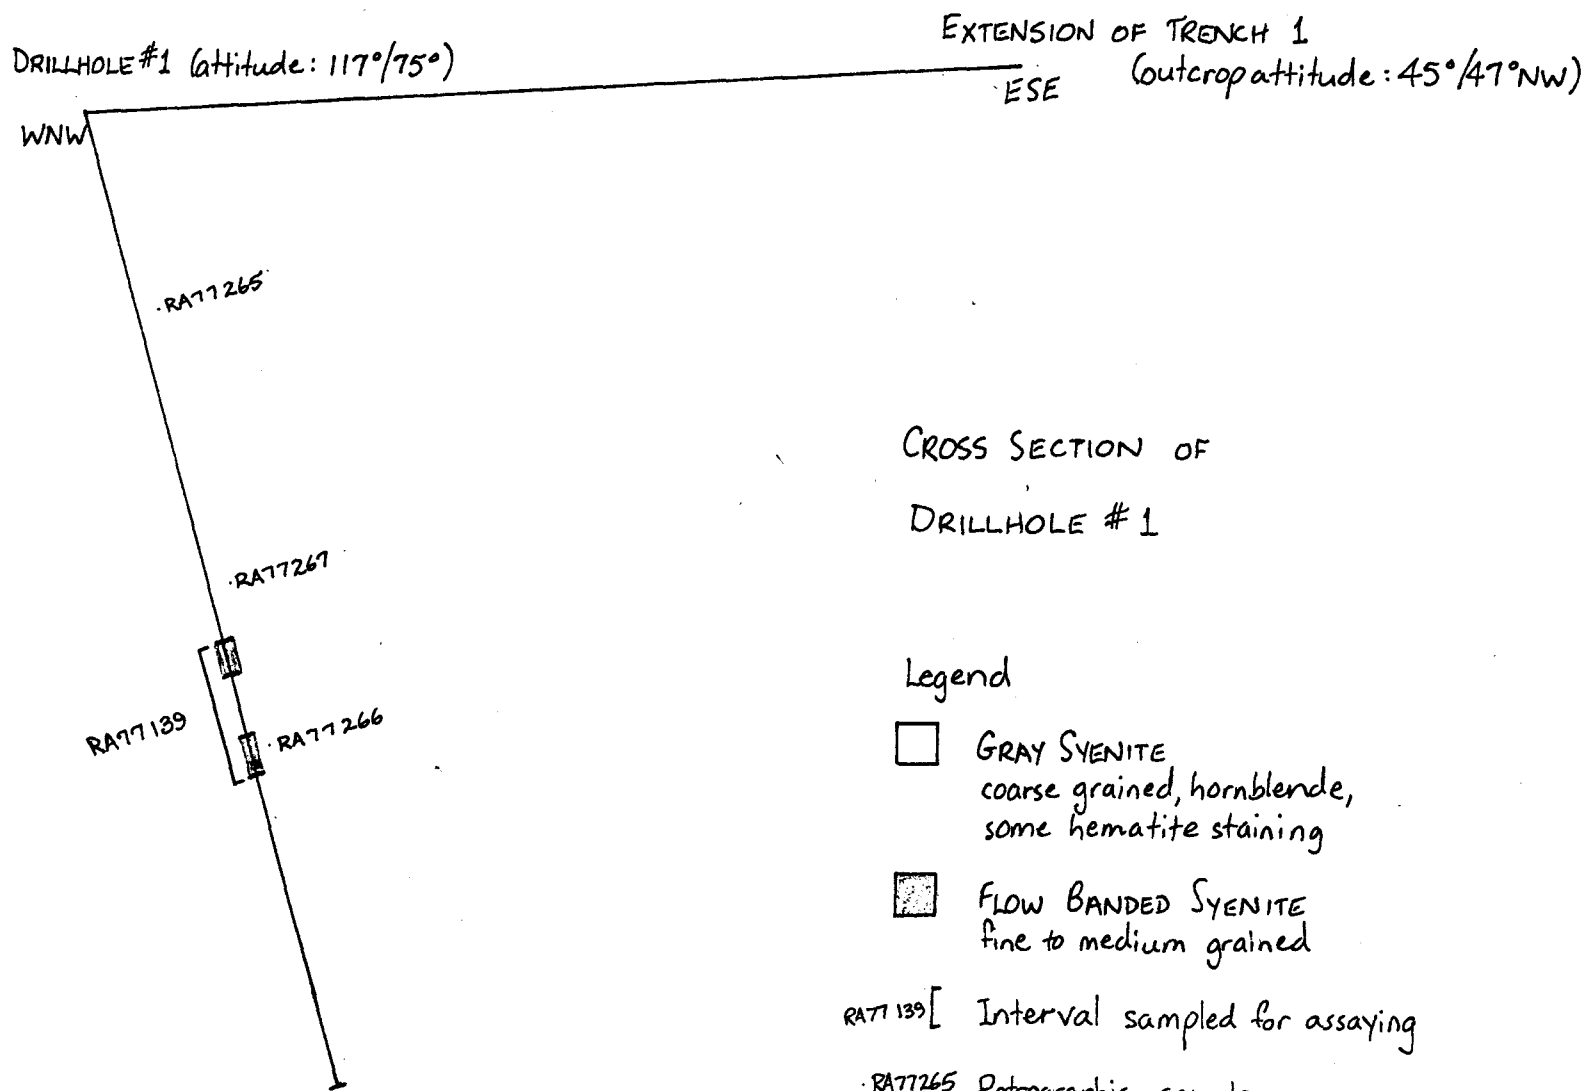 EXTENSION OF TRENCH 1
DRILLHOLE #1 (attitude: 117°/75°)
(outcrop attitude: 45°/47°NW)
ESE
WNW
.RA77265
CROSS SECTION OF
DRILLHOLE #1
.RA77267
Legend
RA77139
.RA77266
GRAY SYENITE
coarse grained, hornblende,
some hematite staining
FLOW BANDED SYENITE
fine to medium grained
RA77139[ Interval sampled for assaying
.RA77265